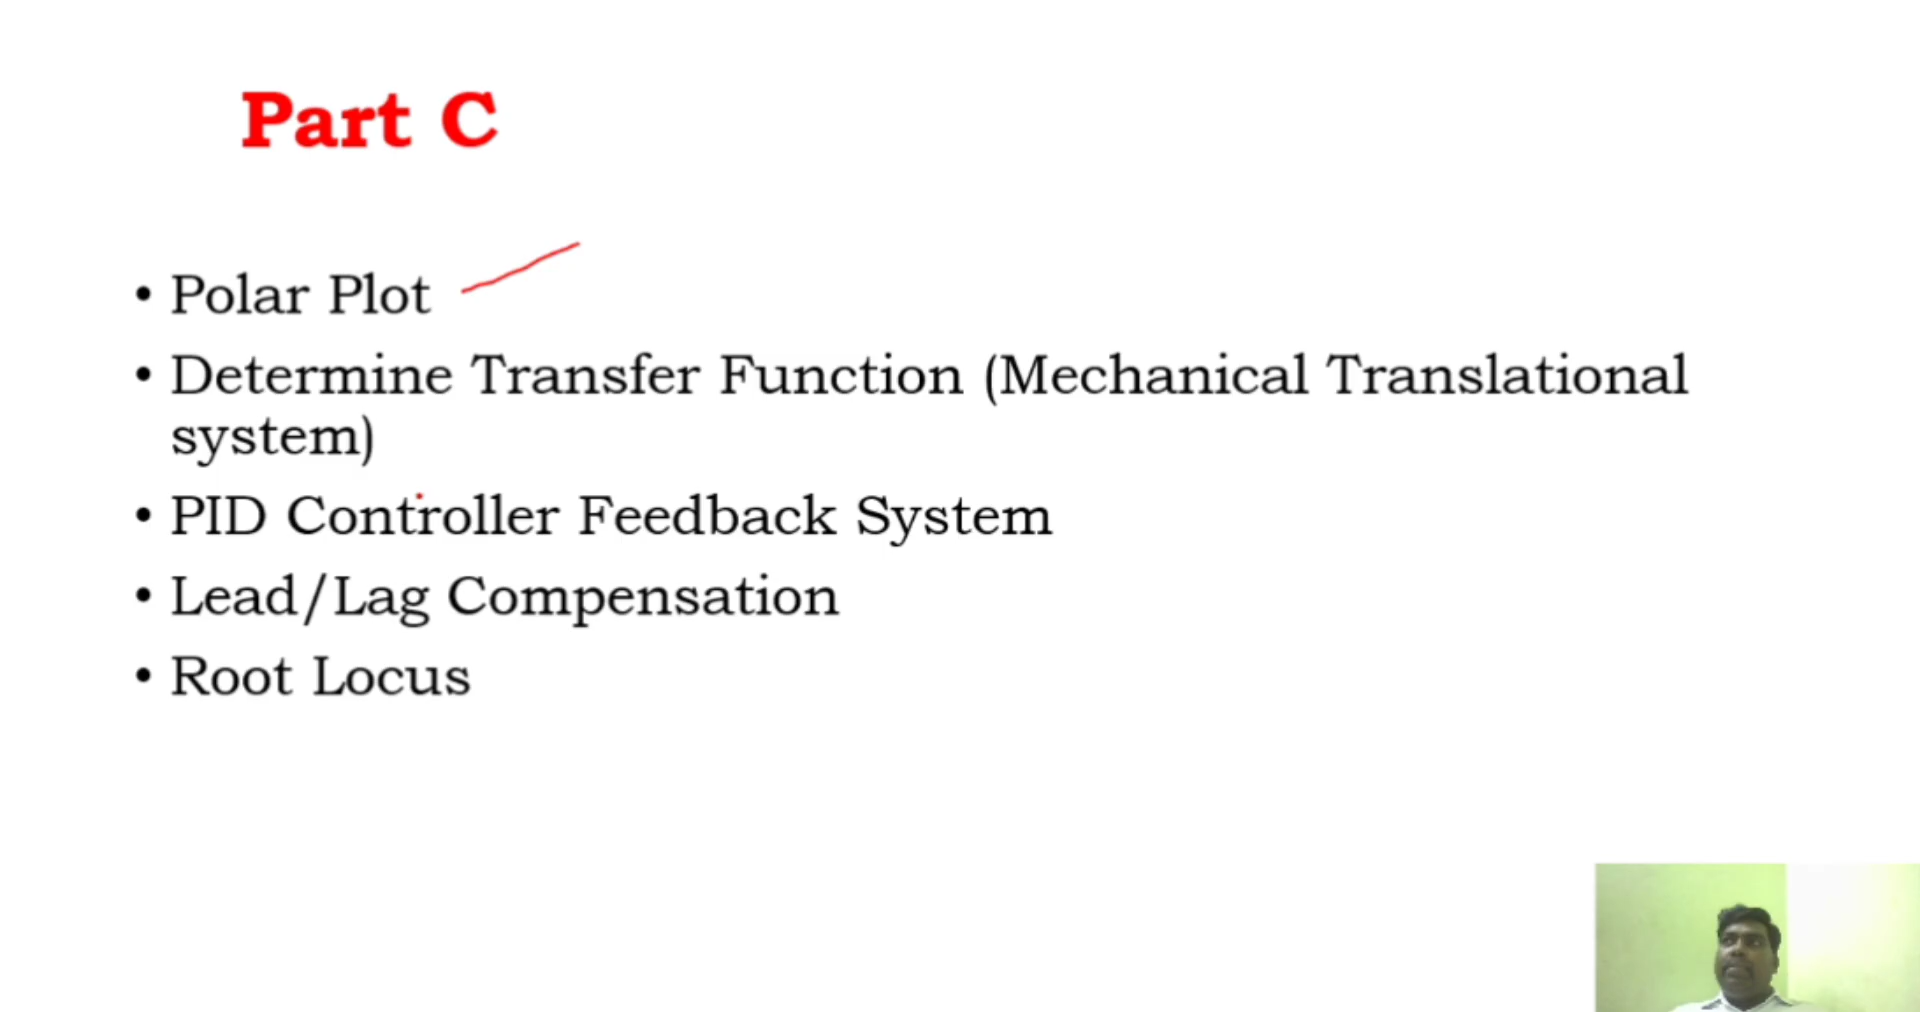 Part C
• Polar Plot
• Determine Transfer Function (Mechanical Translational
system)
• PID Controller Feedback System
• Lead/Lag Compensation
• Root Locus